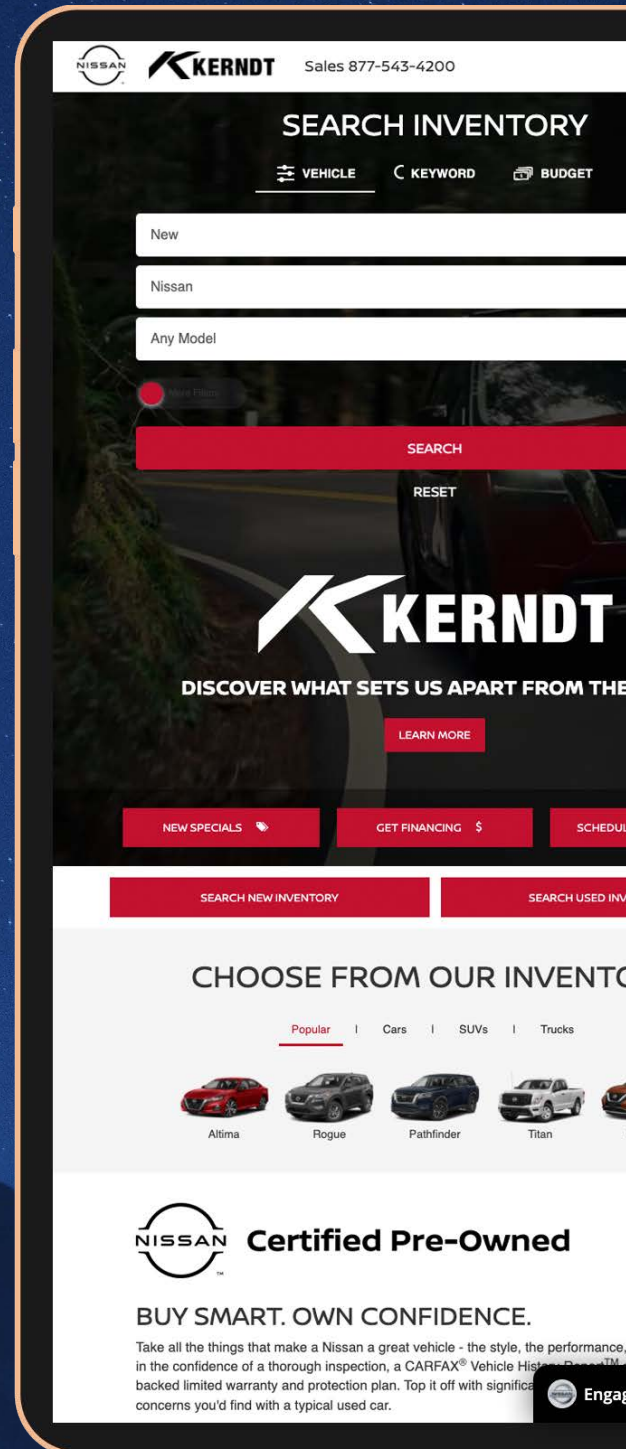 NISSAN KERNDT Sales 877-543-4200
SEARCH INVENTORY
VEHICLE KEYWORD BUDGET
New
Nissan
Any Model
More Filters
SEARCH
RESET
KERNDT
DISCOVER WHAT SETS US APART FROM THE
LEARN MORE
NEW SPECIALS GET FINANCING $ SCHEDUL
SEARCH NEW INVENTORY SEARCH USED INV
CHOOSE FROM OUR INVENTO
Popular | Cars | SUVs | Trucks
Altima Rogue Pathfinder Titan
NISSAN Certified Pre-Owned
BUY SMART. OWN CONFIDENCE.
Take all the things that make a Nissan a great vehicle - the style, the performance,
in the confidence of a thorough inspection, a CARFAX® Vehicle History Report™
backed limited warranty and protection plan. Top it off with significa
Engag
concerns you'd find with a typical used car.